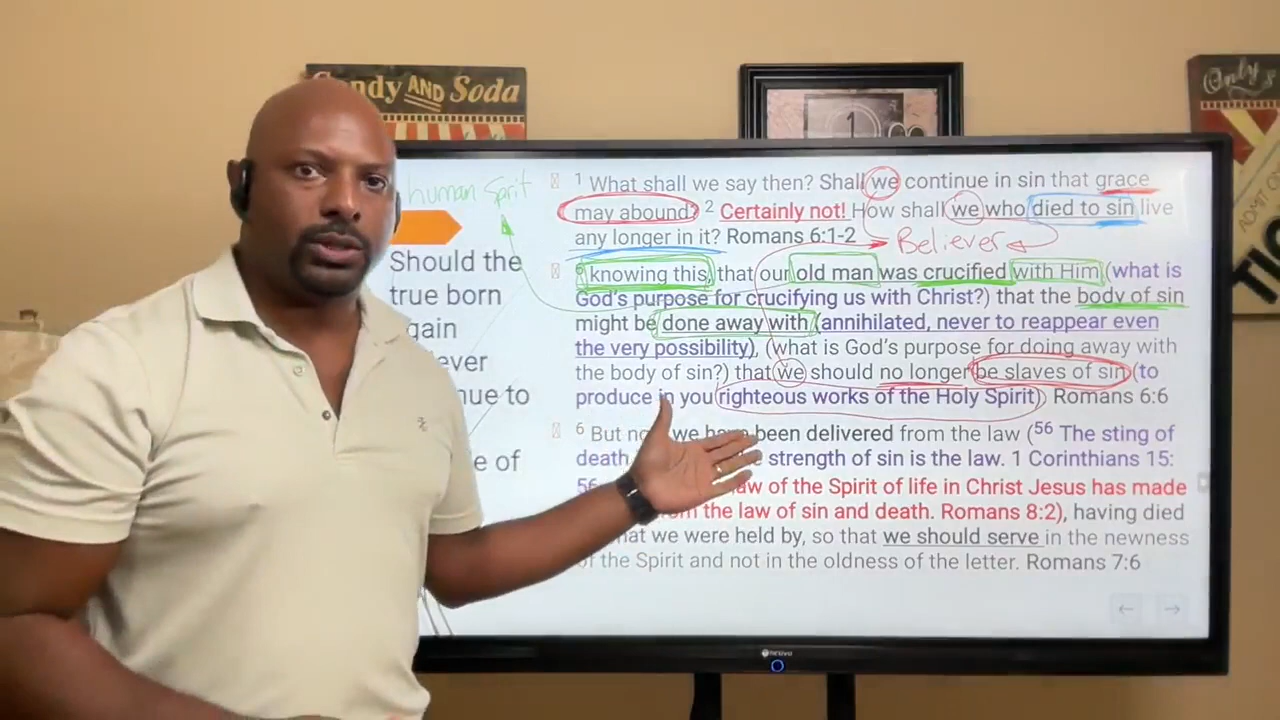 Candy AND Soda
1
Only
ADMIT
human Spirit
Should the
true born
gain
ever
nue to
e of
1 What shall we say then? Shall we continue in sin that grace
may abound? 2 Certainly not! How shall we who died to sin live
any longer in it? Romans 6:1-2
Believer
6 knowing this, that our old man was crucified with Him (what is
God's purpose for crucifying us with Christ?) that the body of sin
might be done away with (annihilated, never to reappear even
the very possibility), (what is God's purpose for doing away with
the body of sin?) that we should no longer be slaves of sin (to
produce in you righteous works of the Holy Spirit) Romans 6:6
6 But no we have been delivered from the law (56 The sting of
death strength of sin is the law. 1 Corinthians 15:
56 aw of the Spirit of life in Christ Jesus has made
om the law of sin and death. Romans 8:2), having died
hat we were held by, so that we should serve in the newness
of the Spirit and not in the oldness of the letter. Romans 7:6